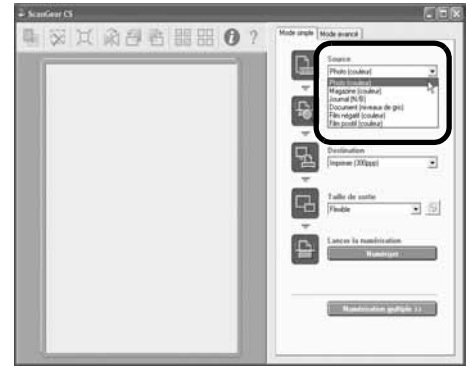 ScanGear CS
Mode simple Mode avancé
Source
Photo (couleur)
Photo (couleur)
Magazine (couleur)
Journal (N/B)
Document (niveaux de gris)
Film négatif (couleur)
Film positif (couleur)
Destination
Imprimer (300ppp)
Taille de sortie
Flexible
Lancer la numérisation
Numériser
Numérisation multiple >>